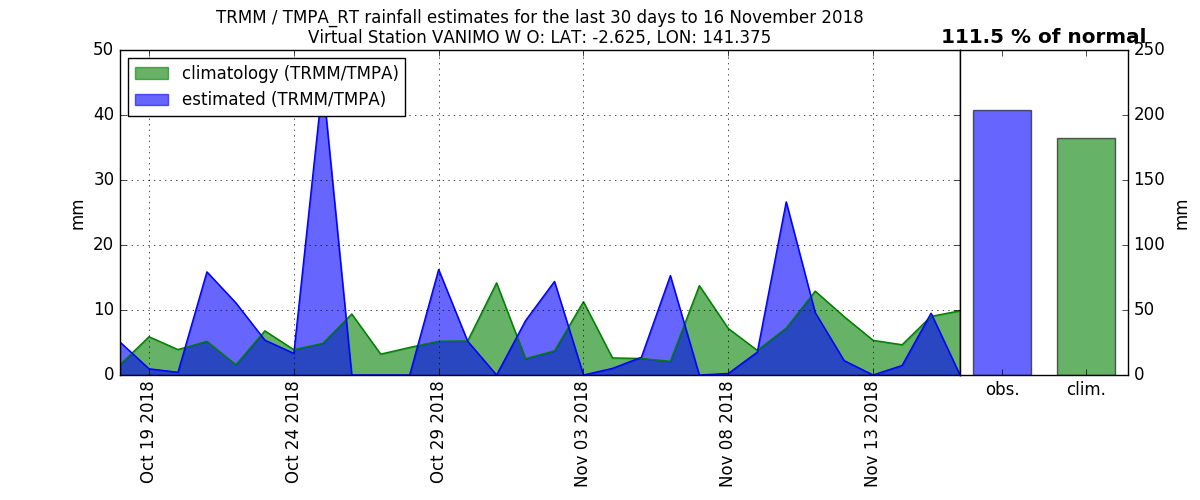 TRMM / TMPA_RT rainfall estimates for the last 30 days to 16 November 2018
Virtual Station VANIMO W O: LAT: -2.625, LON: 141.375
111.5 % of normal
climatology (TRMM/TMPA)
estimated (TRMM/TMPA)
50
40
30
20
10
0
mm
Oct 19 2018
Oct 24 2018
Oct 29 2018
Nov 03 2018
Nov 08 2018
Nov 13 2018
obs.
clim.
250
200
150
100
50
0
mm